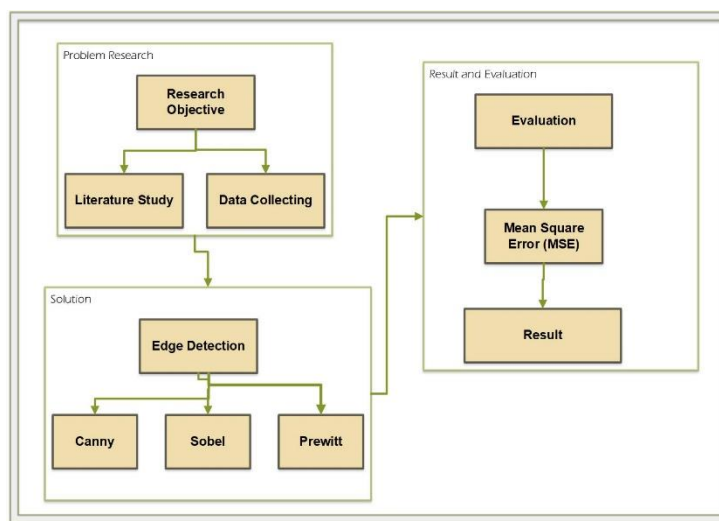 Problem Research
Research
Objective
Literature Study
Data Collecting
Solution
Edge Detection
Canny
Sobel
Prewitt
Result and Evaluation
Evaluation
Mean Square
Error (MSE)
Result